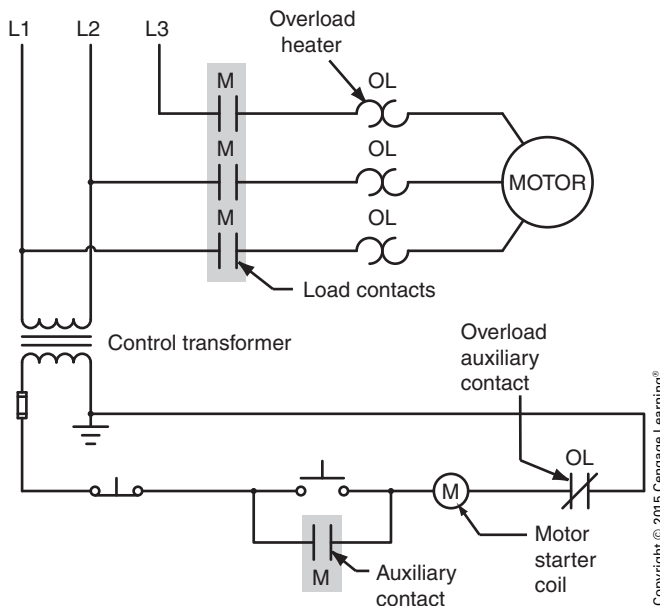 L1 L2 L3
Overload
heater
M OL
M OL
M OL
MOTOR
Load contacts
Control transformer
Overload
auxiliary
contact
OL
M
Motor
starter
coil
M
Auxiliary
contact
Copyright © 2015 Cengage Learning®